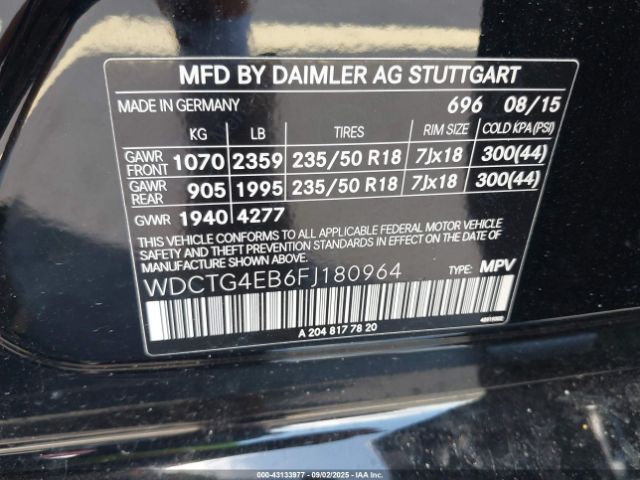 MFD BY DAIMLER AG STUTTGART
MADE IN GERMANY 696 08/15
KG LB TIRES RIM SIZE COLD KPA(PSI)
GAWR FRONT 1070 2359 235/50 R18 7Jx18 300(44)
GAWR REAR 905 1995 235/50 R18 7Jx18 300(44)
GVWR 1940 4277
THIS VEHICLE CONFORMS TO ALL APPLICABLE FEDERAL MOTOR VEHICLE
SAFETY AND THEFT PREVENTION STANDARDS IN EFFECT ON THE DATE
OF MANUFACTURE SHOWN ABOVE.
WDCTG4EB6FJ180964 TYPE: MPV
A 204 817 78 20
000-43133977 - 09/02/2025 - IAAI.COM